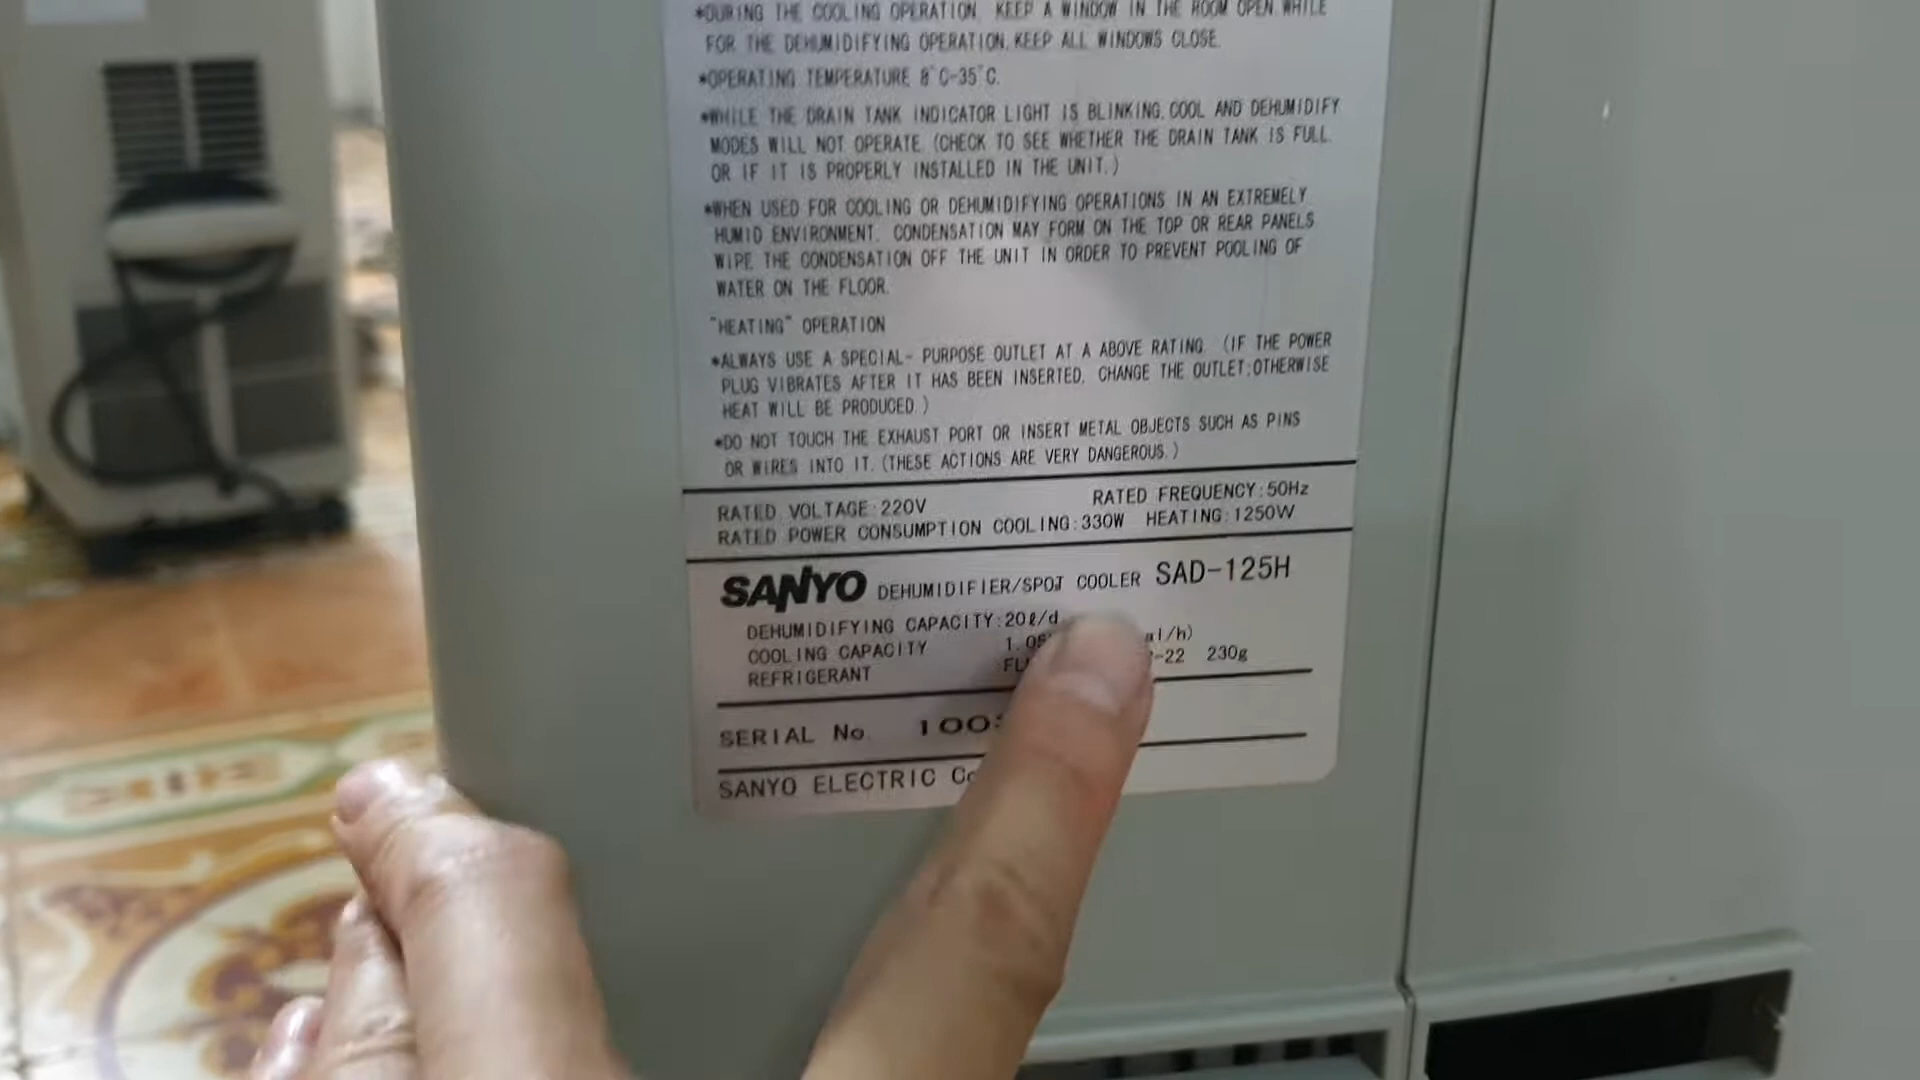 *DURING THE COOLING OPERATION, KEEP A WINDOW IN THE ROOM OPEN.WHILE
FOR THE DEHUMIDIFYING OPERATION,KEEP ALL WINDOWS CLOSE.
*OPERATING TEMPERATURE 8°C-35°C.
*WHILE THE DRAIN TANK INDICATOR LIGHT IS BLINKING,COOL AND DEHUMIDIFY
MODES WILL NOT OPERATE.(CHECK TO SEE WHETHER THE DRAIN TANK IS FULL
OR IF IT IS PROPERLY INSTALLED IN THE UNIT.)
*WHEN USED FOR COOLING OR DEHUMIDIFYING OPERATIONS IN AN EXTREMELY
HUMID ENVIRONMENT, CONDENSATION MAY FORM ON THE TOP OR REAR PANELS
WIPE THE CONDENSATION OFF THE UNIT IN ORDER TO PREVENT POOLING OF
WATER ON THE FLOOR.
"HEATING" OPERATION
*ALWAYS USE A SPECIAL- PURPOSE OUTLET AT A ABOVE RATING. (IF THE POWER
PLUG VIBRATES AFTER IT HAS BEEN INSERTED, CHANGE THE OUTLET;OTHERWISE
HEAT WILL BE PRODUCED.)
*DO NOT TOUCH THE EXHAUST PORT OR INSERT METAL OBJECTS SUCH AS PINS
OR WIRES INTO IT.(THESE ACTIONS ARE VERY DANGEROUS.)
RATED VOLTAGE:220V RATED FREQUENCY:50Hz
RATED POWER CONSUMPTION COOLING:330W HEATING:1250W
SANYO DEHUMIDIFIER/SPOT COOLER SAD-125H
DEHUMIDIFYING CAPACITY:20ℓ/d
COOLING CAPACITY
REFRIGERANT -22 230g
SERIAL No.
SANYO ELECTRIC